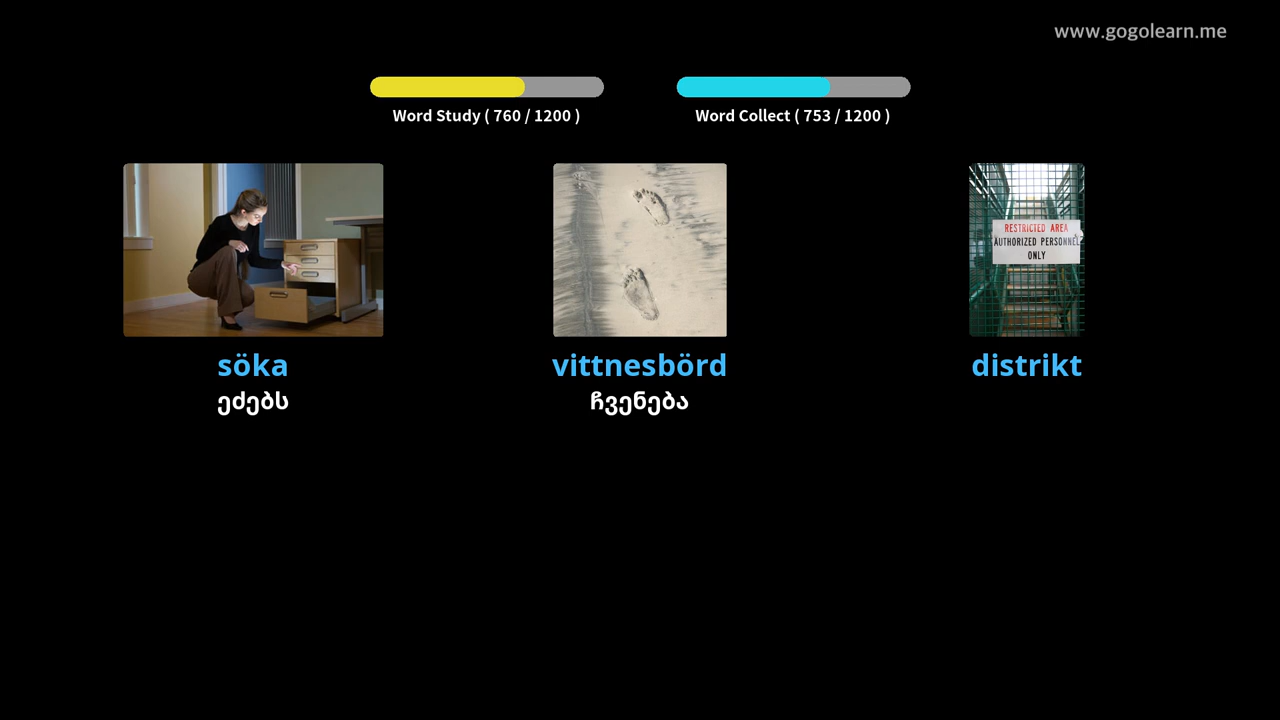 www.gogolearn.me
Word Study ( 760 / 1200 )
Word Collect ( 753 / 1200 )
RESTRICTED AREA
AUTHORIZED PERSONNEL
ONLY
söka
vittnesbörd
distrikt
ეძებს
ჩვენება